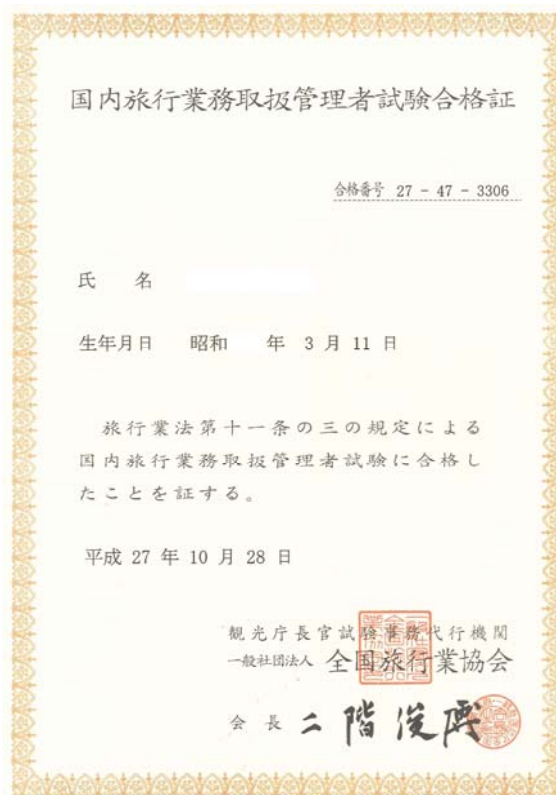 国内旅行業務取扱管理者試験合格証
合格番号 27 - 47 - 3306
氏 名
生年月日 昭和 年 3 月 11 日
旅行業法第十一条の三の規定による
国内旅行業務取扱管理者試験に合格し
たことを証する。
平成 27 年 10 月 28 日
観光庁長官試験事務代行機関
一般社団法人 全国旅行業協会
会 長 二階俊博